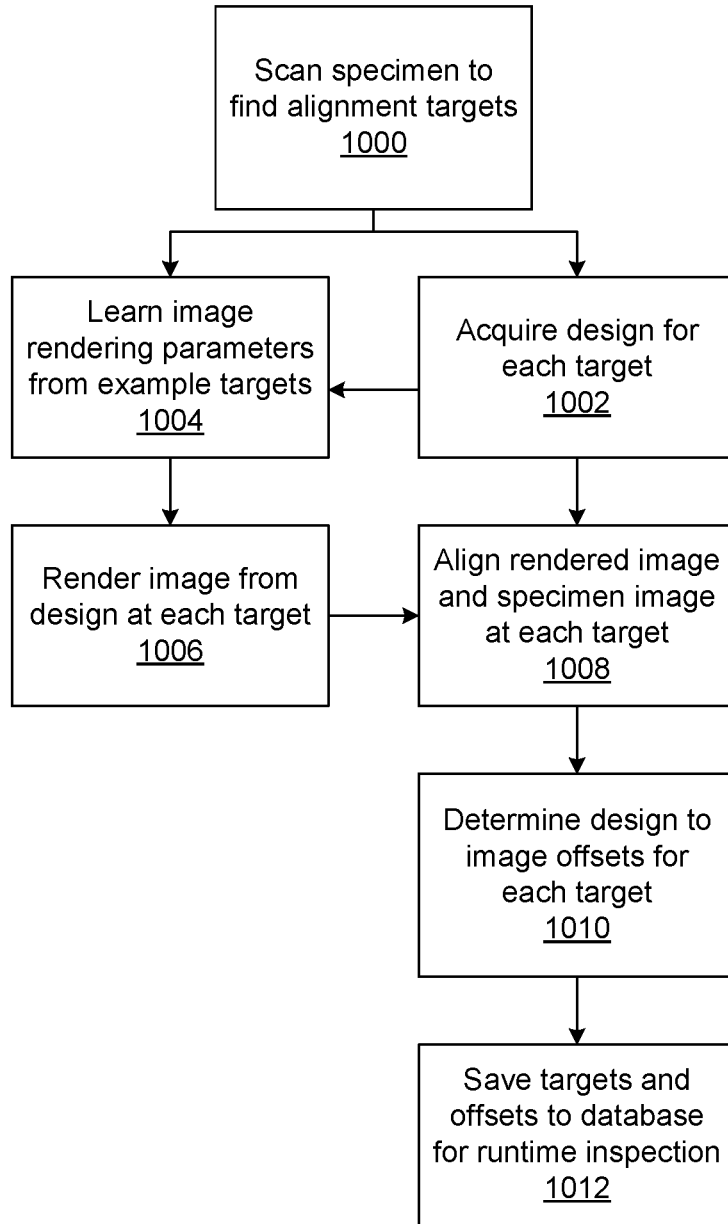 Scan specimen to
find alignment targets
1000
Learn image
rendering parameters
from example targets
1004
Acquire design for
each target
1002
Render image from
design at each target
1006
Align rendered image
and specimen image
at each target
1008
Determine design to
image offsets for
each target
1010
Save targets and
offsets to database
for runtime inspection
1012